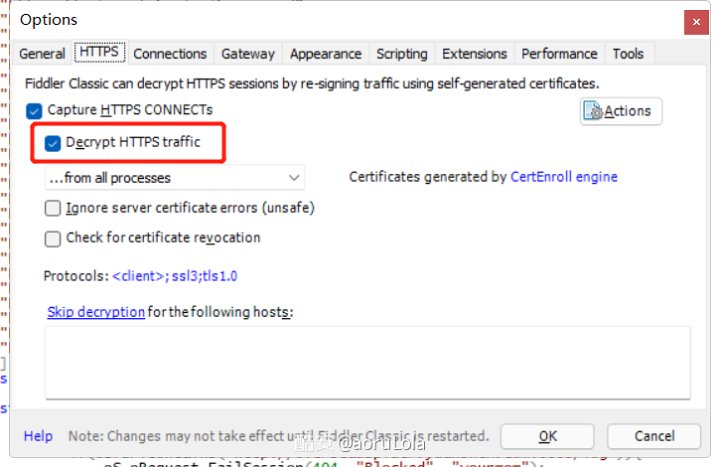 Options
General HTTPS Connections Gateway Appearance Scripting Extensions Performance Tools
Fiddler Classic can decrypt HTTPS sessions by re-signing traffic using self-generated certificates.
Capture HTTPS CONNECTs
Actions
Decrypt HTTPS traffic
...from all processes
Certificates generated by CertEnroll engine
Ignore server certificate errors (unsafe)
Check for certificate revocation
Protocols: <client>;ssl3;tls1.0
Skip decryption for the following hosts:
Help Note: Changes may not take effect until Fiddler Classic is restarted. OK Cancel
酷安 @aoruLola
oS.oRequest.FailSession(404, "Blocked",